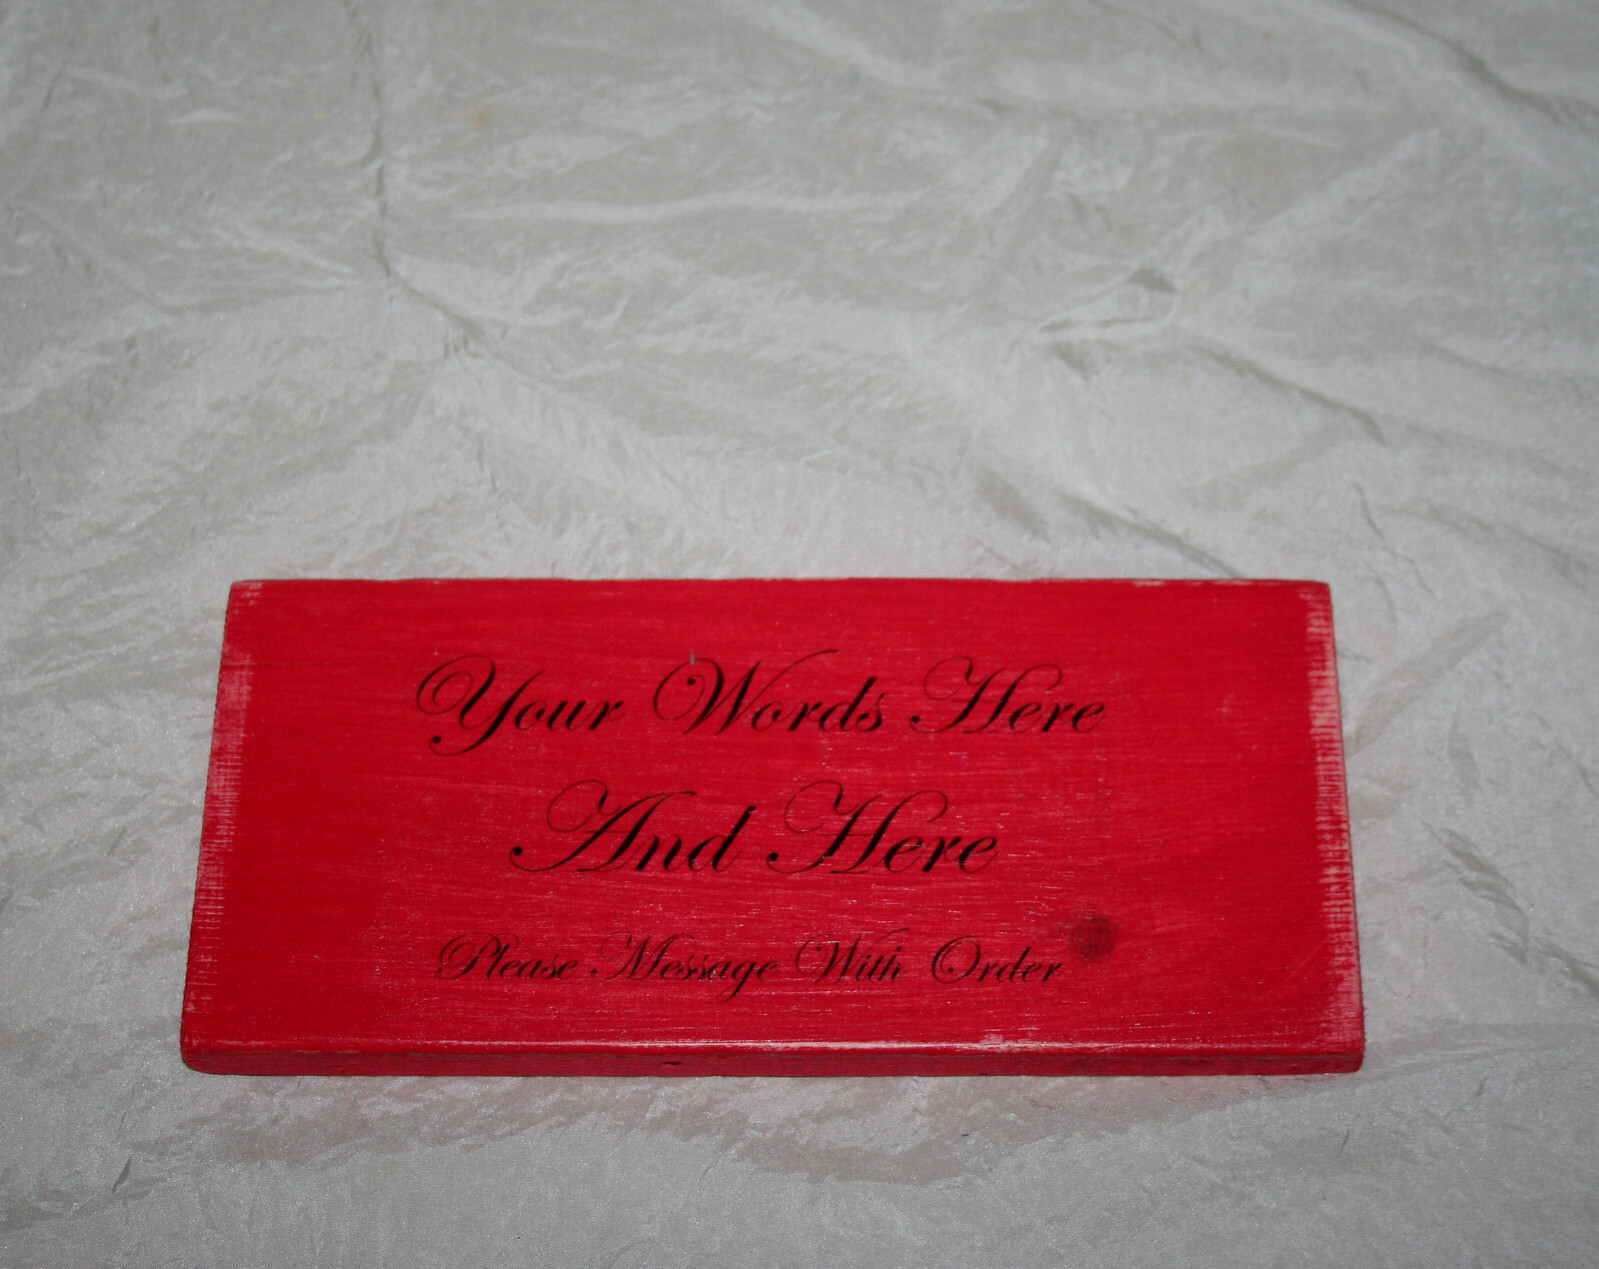 Your Words Here
And Here
Please Message With Order